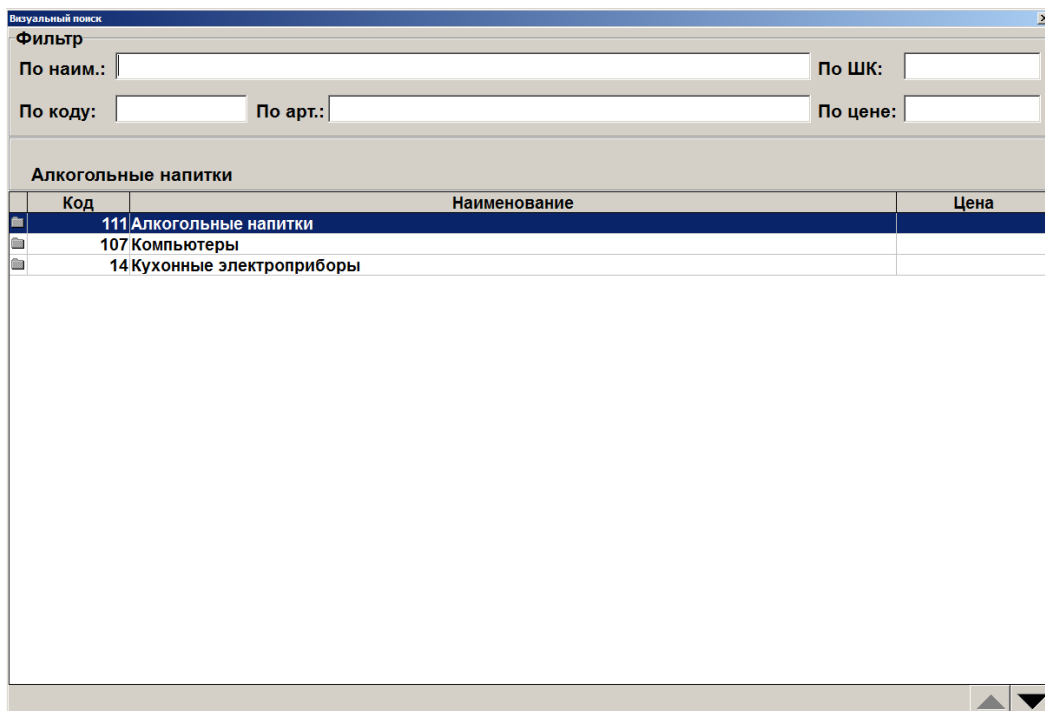 Визуальный поиск
Фильтр
По наим.: По ШК:
По коду: По арт.: По цене:
Алкогольные напитки
Код Наименование Цена
111 Алкогольные напитки
107 Компьютеры
14 Кухонные электроприборы